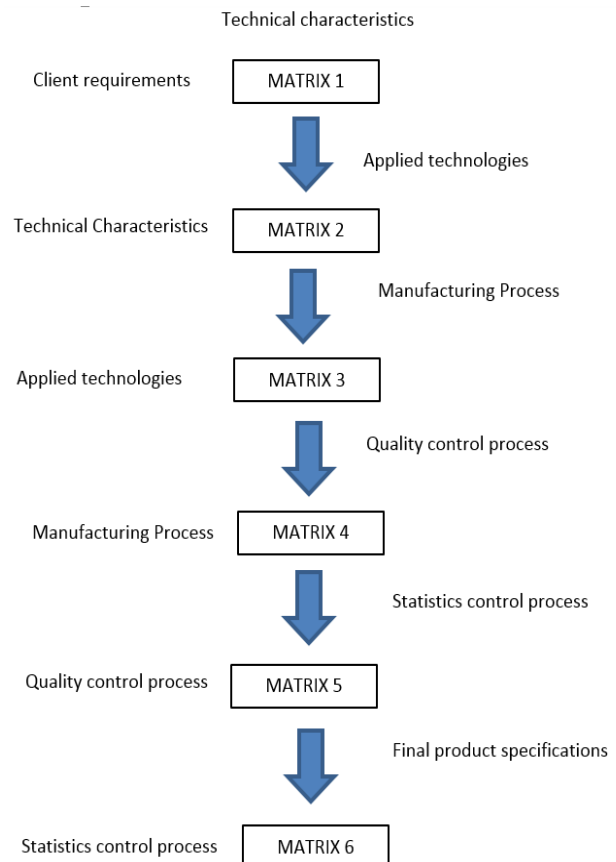 Technical characteristics
Client requirements MATRIX 1
Applied technologies
Technical Characteristics MATRIX 2
Manufacturing Process
Applied technologies MATRIX 3
Quality control process
Manufacturing Process MATRIX 4
Statistics control process
Quality control process MATRIX 5
Final product specifications
Statistics control process MATRIX 6